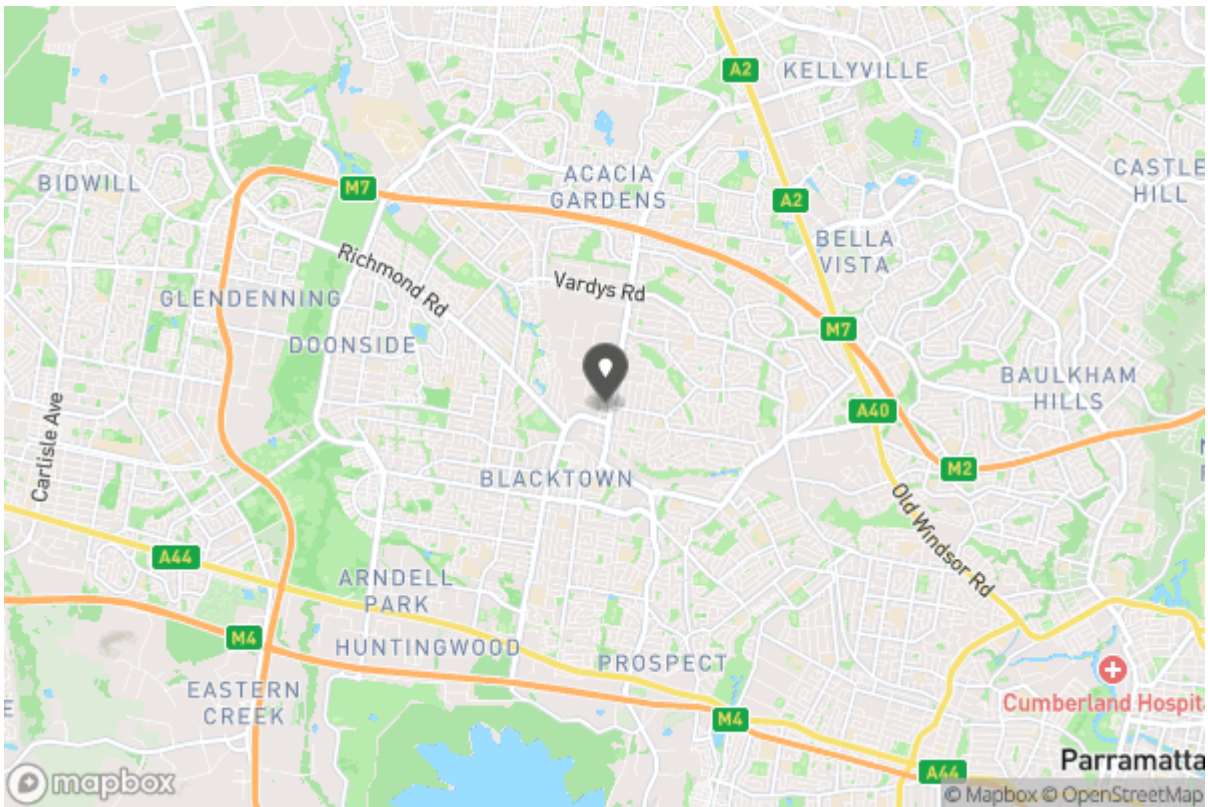 A2
KELLYVILLE
BIDWILL
M7
ACACIA
GARDENS
CASTLE
HILL
A2
BELLA
VISTA
Richmond Rd
Vardys Rd
GLENDENNING
DOONSIDE
M7
BAULKHAM
HILLS
Carlisle Ave
A40
BLACKTOWN
M2
Old Windsor Rd
A44
ARNDELL
PARK
M4
HUNTINGWOOD
PROSPECT
EASTERN
CREEK
M4
Cumberland Hospita
Parramatta
A44
mapbox
© Mapbox © OpenStreetMap